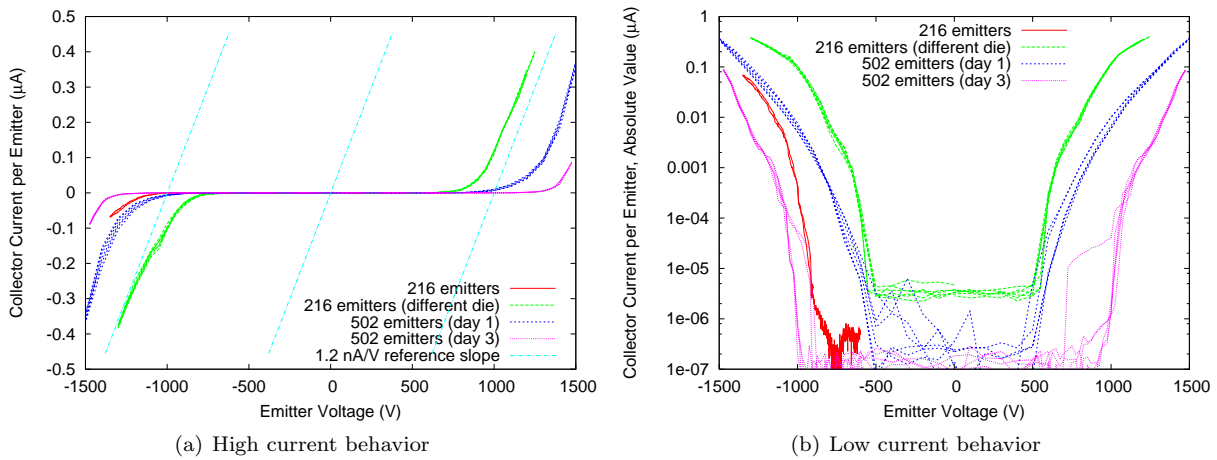 0.5
0.4
0.3
0.2
0.1
0
-0.1
-0.2
-0.3
-0.4
-0.5
-1500
-1000
-500
0
500
1000
1500
Collector Current per Emitter (µA)
Emitter Voltage (V)
216 emitters
216 emitters (different die)
502 emitters (day 1)
502 emitters (day 3)
1.2 nA/V reference slope
(a) High current behavior
1
0.1
0.01
0.001
1e-04
1e-05
1e-06
1e-07
-1500
-1000
-500
0
500
1000
1500
Collector Current per Emitter, Absolute Value (µA)
Emitter Voltage (V)
216 emitters
216 emitters (different die)
502 emitters (day 1)
502 emitters (day 3)
(b) Low current behavior